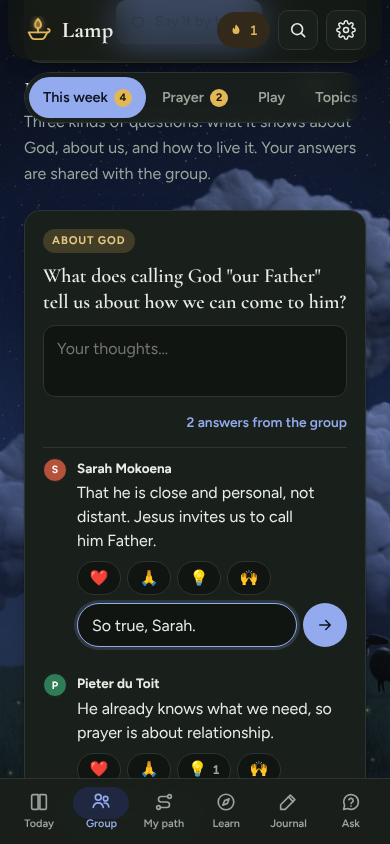 Lamp
Say it by
1
This week 4
Prayer 2
Play
Topics
Three kinds of questions: what it shows about
God, about us, and how to live it. Your answers
are shared with the group.
ABOUT GOD
What does calling God "our Father"
tell us about how we can come to him?
Your thoughts...
2 answers from the group
S
Sarah Mokoena
That he is close and personal, not
distant. Jesus invites us to call
him Father.
So true, Sarah.
P
Pieter du Toit
He already knows what we need, so
prayer is about relationship.
1
Today
Group
My path
Learn
Journal
Ask